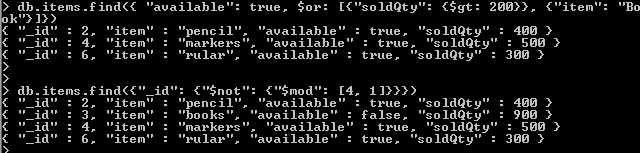 > db.items.find({ "available": true, $or: [{"soldQty": {$gt: 200}}, {"item": "Bo
ok"}]})
{ "_id" : 2, "item" : "pencil", "available" : true, "soldQty" : 400 }
{ "_id" : 4, "item" : "markers", "available" : true, "soldQty" : 500 }
{ "_id" : 6, "item" : "rular", "available" : true, "soldQty" : 300 }
>
>
> db.items.find({"_id": {"$not": {"$mod": [4, 1]}}})
{ "_id" : 2, "item" : "pencil", "available" : true, "soldQty" : 400 }
{ "_id" : 3, "item" : "books", "available" : false, "soldQty" : 900 }
{ "_id" : 4, "item" : "markers", "available" : true, "soldQty" : 500 }
{ "_id" : 6, "item" : "rular", "available" : true, "soldQty" : 300 }
>